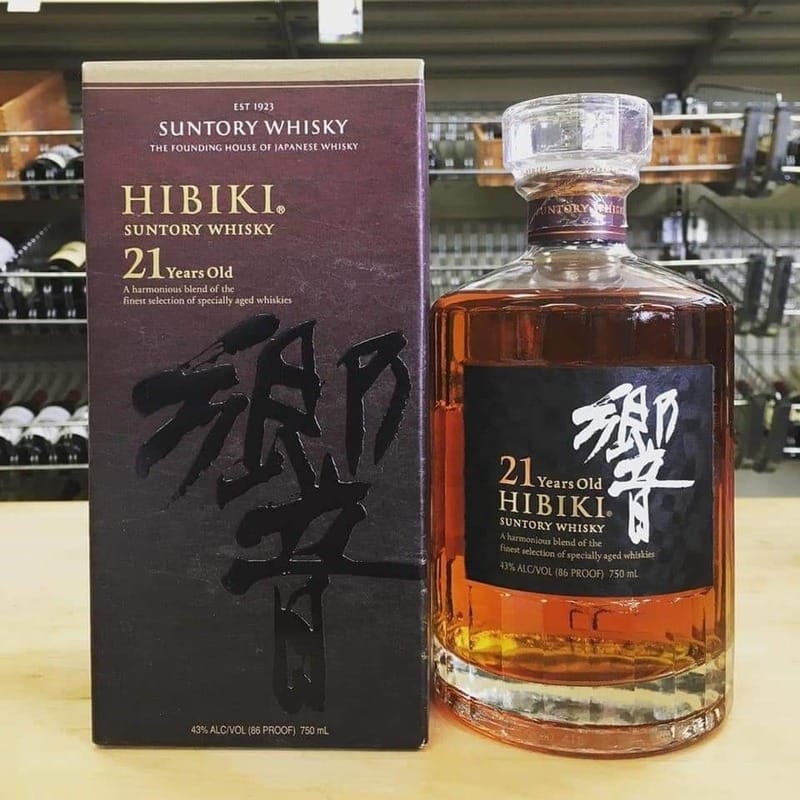 EST 1923
SUNTORY WHISKY
THE FOUNDING HOUSE OF JAPANESE WHISKY
HIBIKI®
SUNTORY WHISKY
21 Years Old
A harmonious blend of the
finest selection of specially aged whiskies
響
43% ALC/VOL (86 PROOF) 750 mL
SUNTORY WHISKY
響
21 Years Old
HIBIKI®
SUNTORY WHISKY
A harmonious blend of the
finest selection of specially aged whiskies
43% ALC/VOL (86 PROOF) 750 mL